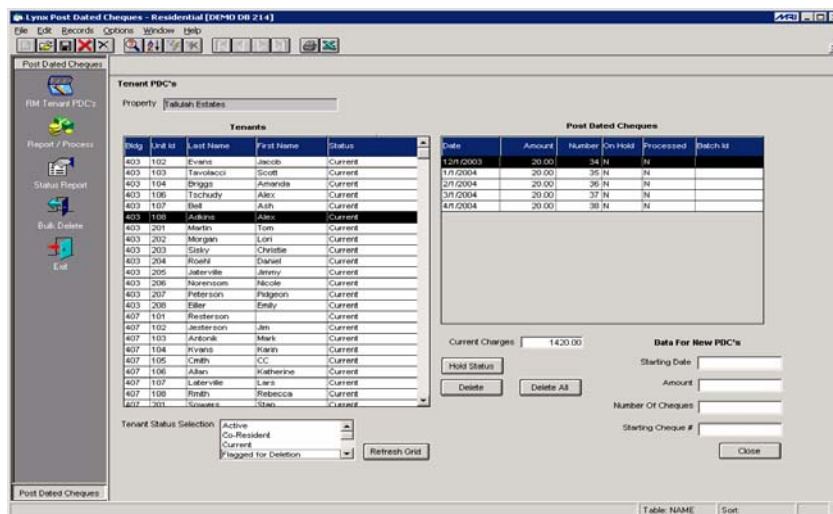 Lynx Post Dated Cheques - Residential [DEMO DB 214]
MRI
File Edit Records Options Window Help
Post Dated Cheques
RM Tenant PDC's
Report / Process
Status Report
Bulk Delete
Exit
Tenant PDC's
Property Tallulah Estates
Tenants
Bldg Unit Id Last Name First Name Status
403 102 Evans Jacob Current
403 103 Tavolacci Scott Current
403 104 Briggs Amanda Current
403 106 Tschudy Alex Current
403 107 Bell Ash Current
403 108 Adkins Alex Current
403 201 Martin Tom Current
403 202 Morgan Lori Current
403 203 Sisky Christie Current
403 204 Roehl Daniel Current
403 205 Jaterville Jimmy Current
403 206 Norensom Nicole Current
403 207 Peterson Pidgeon Current
403 208 Eiler Emily Current
407 101 Resterson
407 102 Jesterson Jim Current
407 103 Antonik Mark Current
407 104 Kvans Karin Current
407 105 Cmith CC Current
407 106 Allan Katherine Current
407 107 Laterville Lars Current
407 108 Rmith Rebecca Current
407 201 Sowers Stan Current
Tenant Status Selection
Active
Co-Resident
Current
Flagged for Deletion
Refresh Grid
Post Dated Cheques
Date Amount Number On Hold Processed Batch Id
12/1/2003 20.00 34 N N
1/1/2004 20.00 35 N N
2/1/2004 20.00 36 N N
3/1/2004 20.00 37 N N
4/1/2004 20.00 38 N N
Current Charges 1420.00
Hold Status
Delete Delete All
Data For New PDC's
Starting Date
Amount
Number Of Cheques
Starting Cheque #
Close
Post Dated Cheques
Table: NAME Sort: